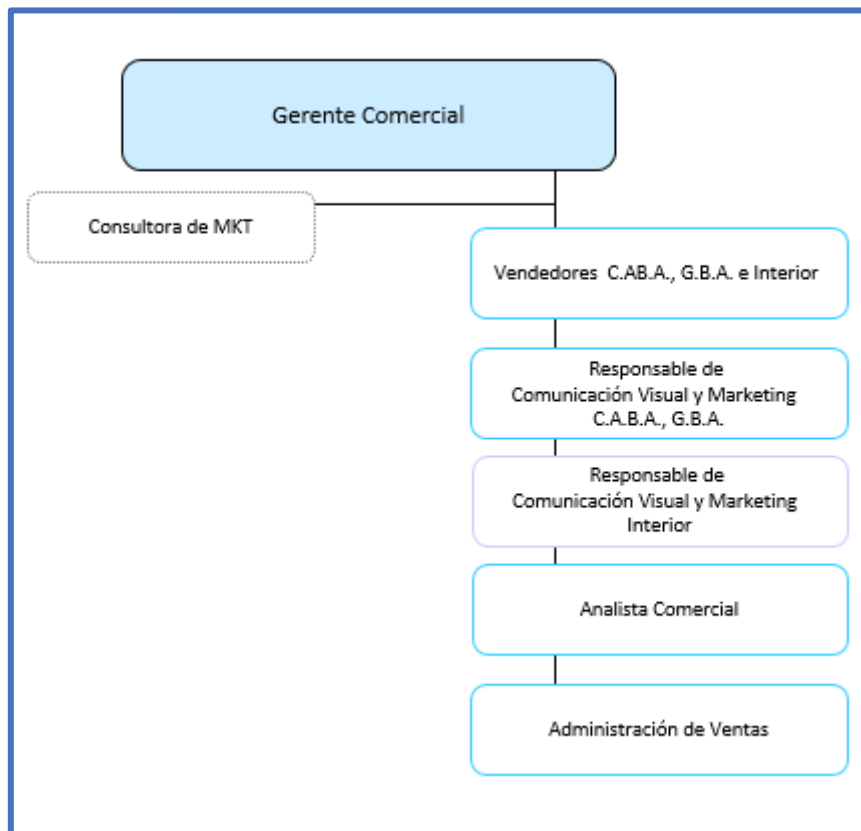 Gerente Comercial
Consultora de MKT
Vendedores C.AB.A., G.B.A. e Interior
Responsable de
Comunicación Visual y Marketing
C.A.B.A., G.B.A.
Responsable de
Comunicación Visual y Marketing
Interior
Analista Comercial
Administración de Ventas